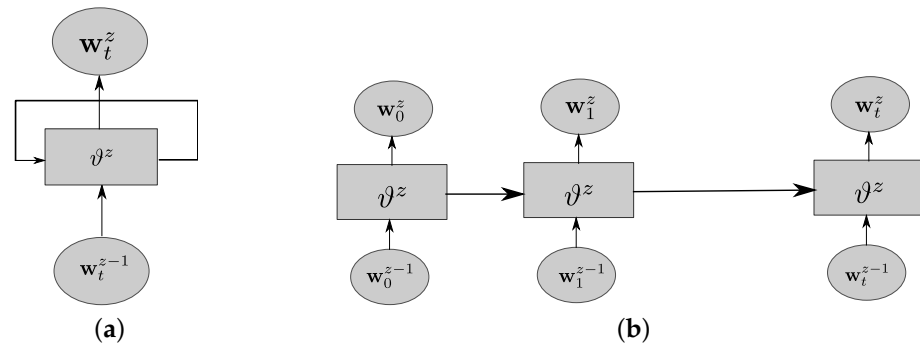 w_t^z
ϑ^z
w_t^{z−1}
(a)
w_0^z w_1^z w_t^z
ϑ^z ϑ^z ϑ^z
w_0^{z−1} w_1^{z−1} w_t^{z−1}
(b)